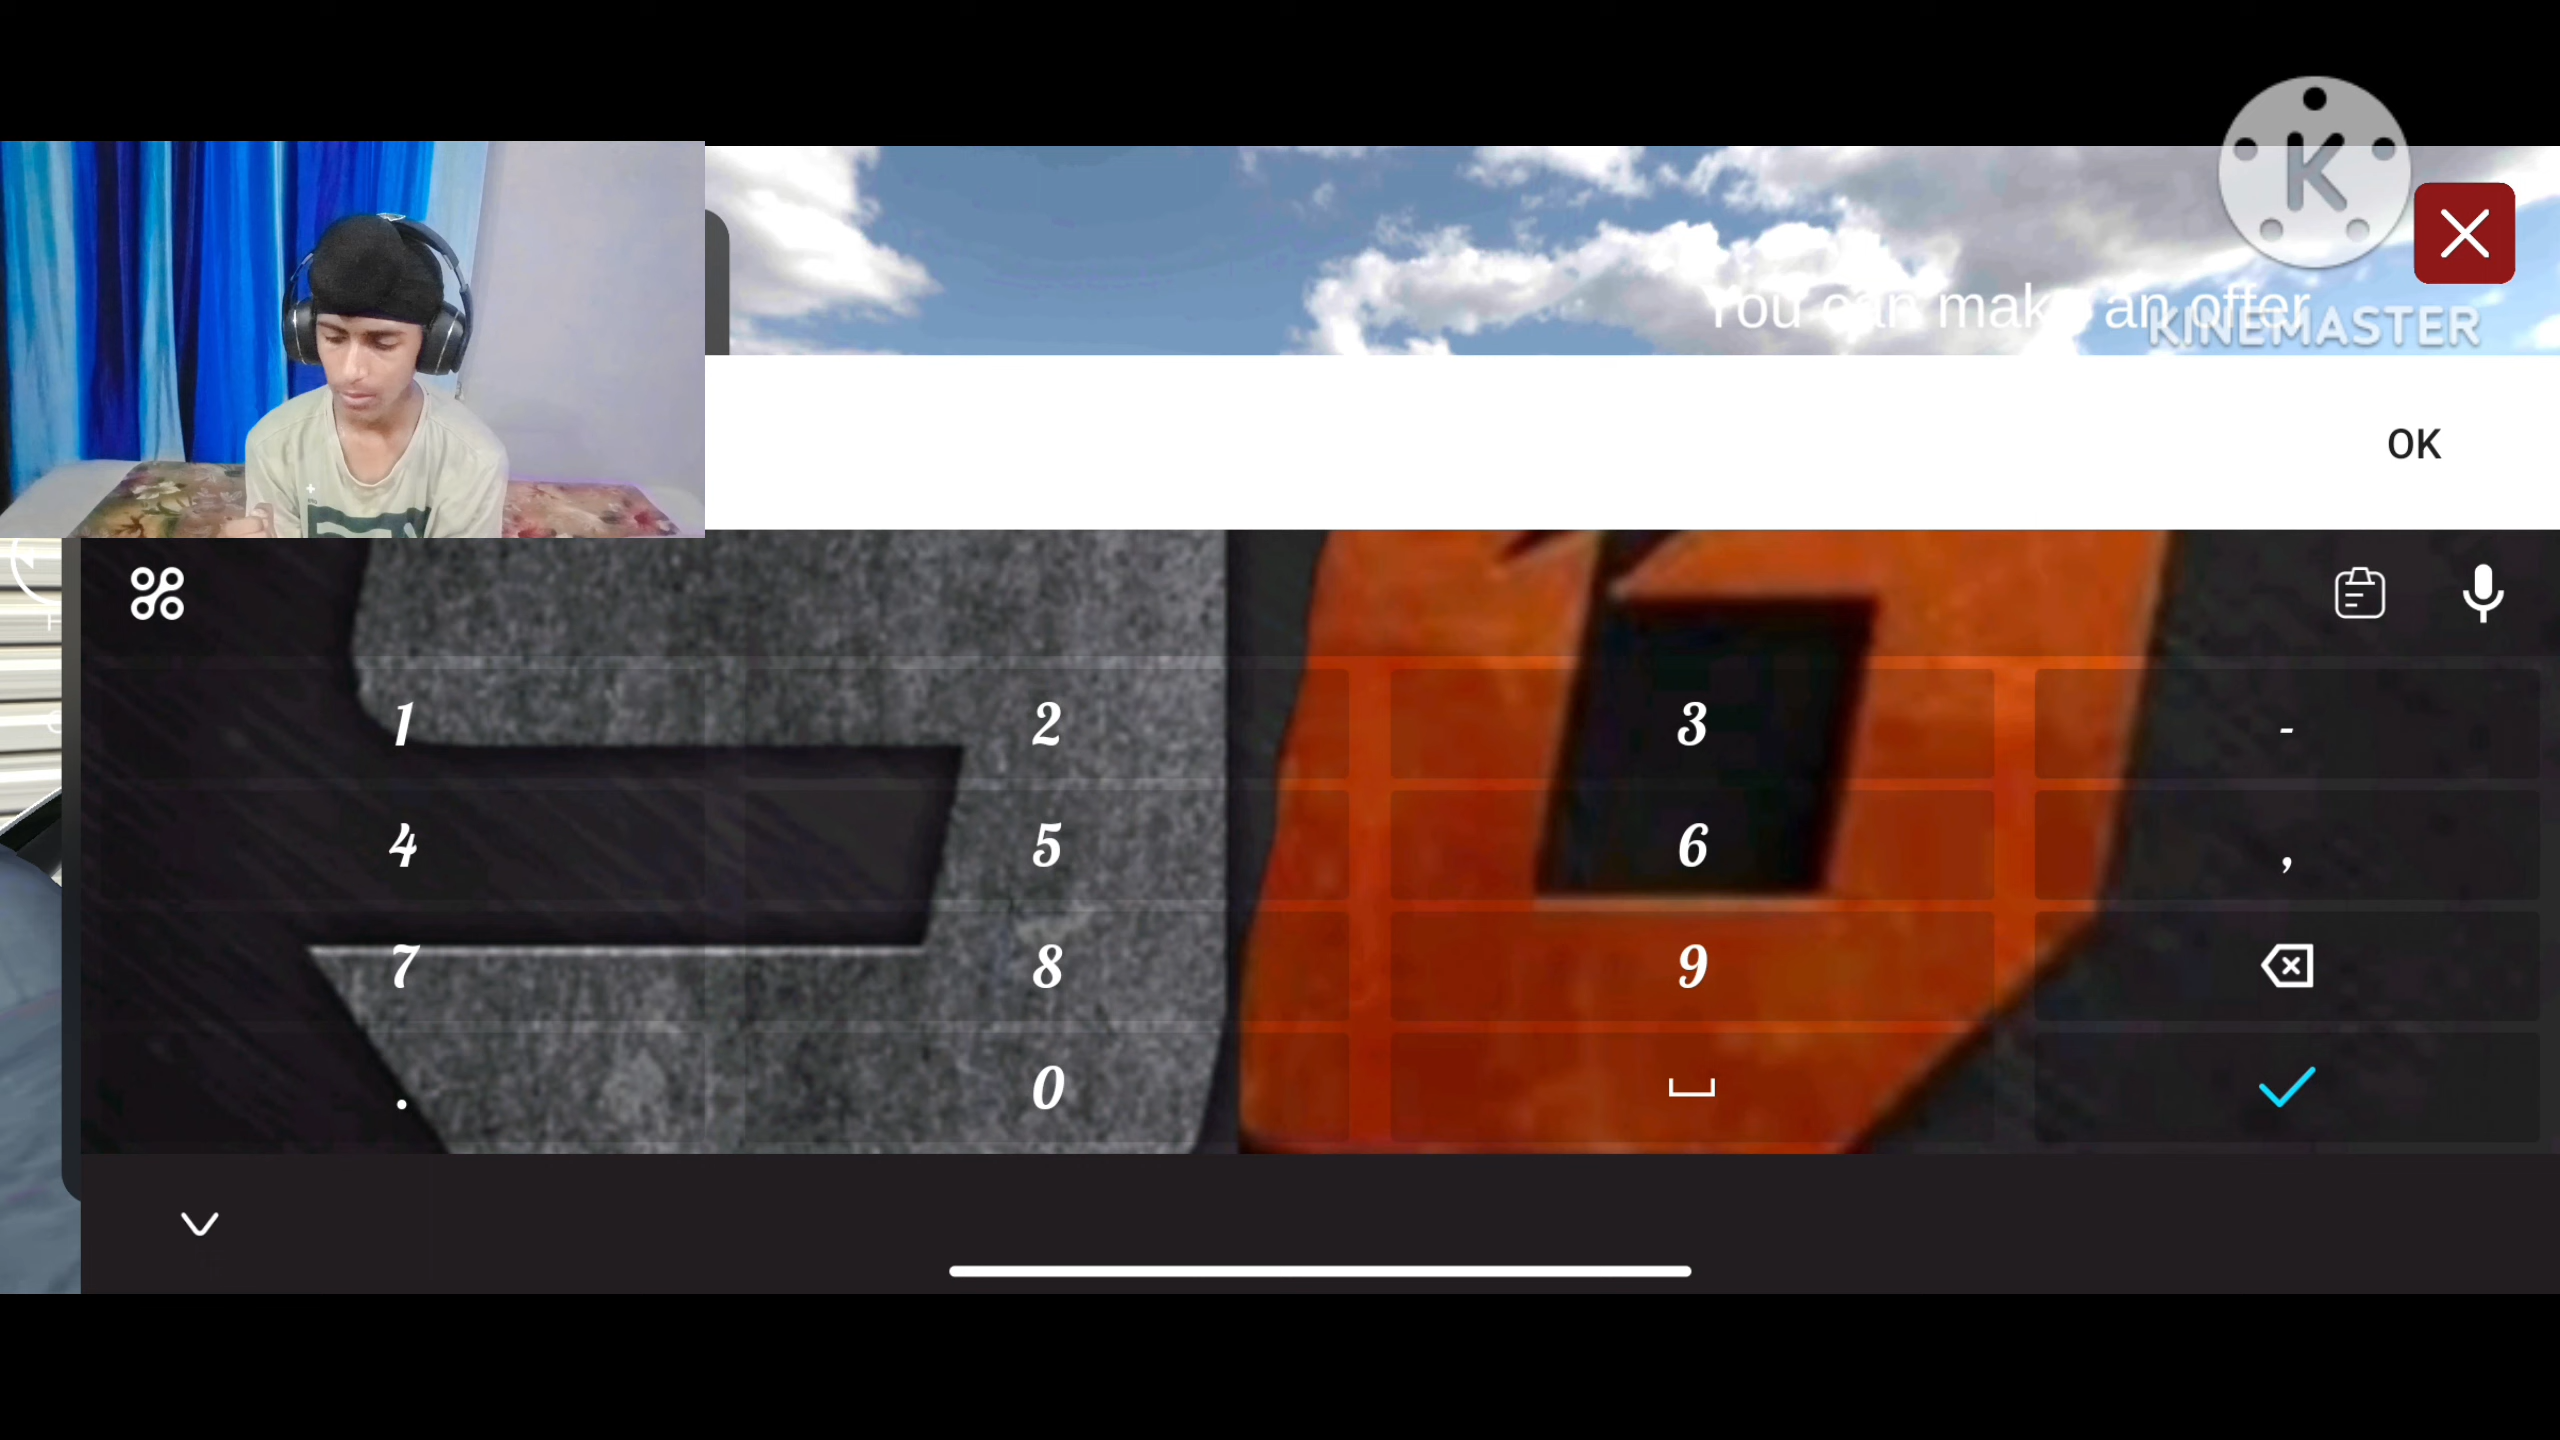 K
You can make an offer
KINEMASTER
OK
1 2 3 -
4 5 6 ,
7 8 9
. 0